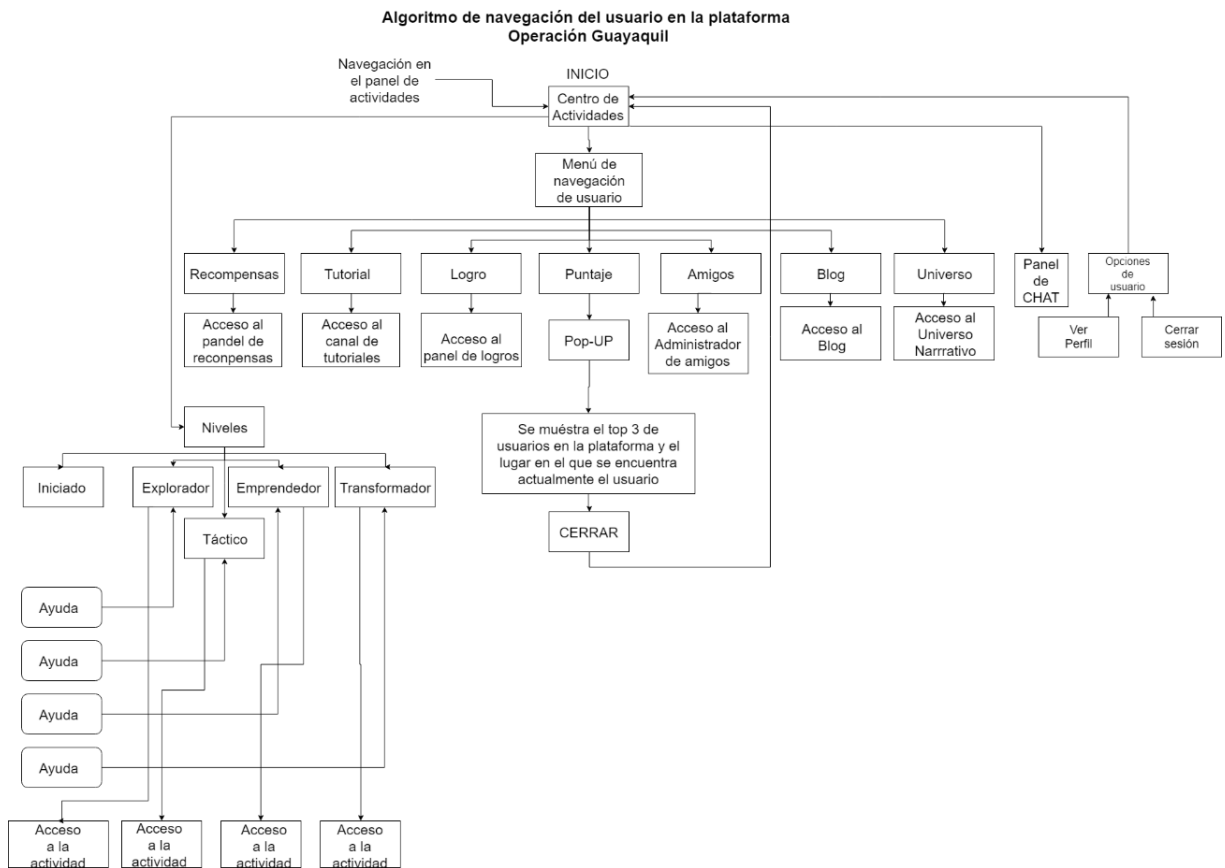 Algoritmo de navegación del usuario en la plataforma
Operación Guayaquil
Navegación en
el panel de
actividades
INICIO
Centro de
Actividades
Menú de
navegación
de usuario
Recompensas
Tutorial
Logro
Puntaje
Amigos
Blog
Universo
Panel
de
CHAT
Opciones
de
usuario
Acceso al
pandel de
reconpensas
Acceso al
canal de
tutoriales
Acceso al
panel de logros
Pop-UP
Acceso al
Administrador
de amigos
Acceso al
Blog
Acceso al
Universo
Narrrativo
Ver
Perfil
Cerrar
sesión
Niveles
Se muéstra el top 3 de
usuarios en la plataforma y el
lugar en el que se encuentra
actualmente el usuario
Iniciado
Explorador
Emprendedor
Transformador
Táctico
CERRAR
Ayuda
Ayuda
Ayuda
Ayuda
Acceso
a la
actividad
Acceso
a la
actividad
Acceso
a la
actividad
Acceso
a la
actividad